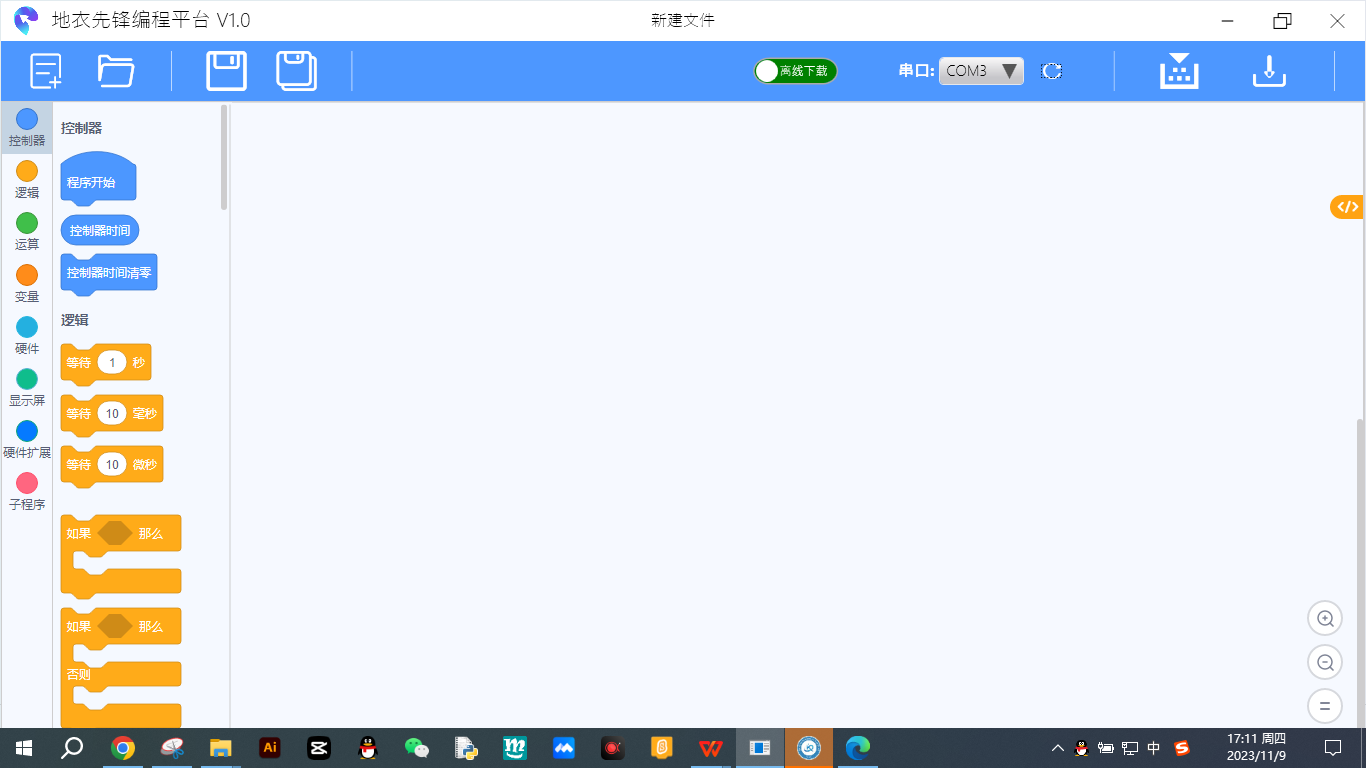 地衣先锋编程平台 V1.0
新建文件
离线下载
串口:
COM3
控制器
逻辑
运算
变量
硬件
显示屏
硬件扩展
子程序
控制器
程序开始
控制器时间
控制器时间清零
逻辑
等待 1 秒
等待 10 毫秒
等待 10 微秒
如果 那么
如果 那么
否则
</>
Ai
中
17:11 周四
2023/11/9